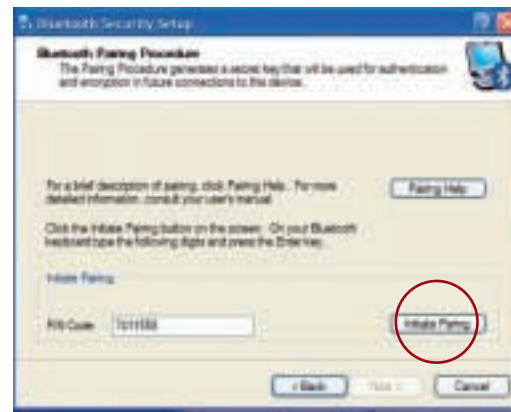 Bluetooth Security Setup
Bluetooth Pairing Procedure
The Pairing Procedure generates a secret key that will be used for authentication
and encryption in future connections to this device.
For a brief description of pairing, click Pairing Help. For more
detailed information, consult your user's manual.
Pairing Help
Click the Initiate Pairing button on the screen. On your Bluetooth
keyboard type the following digits and press the Enter key.
Initiate Pairing
PIN Code:
Initiate Pairing
< Back
Next >
Cancel